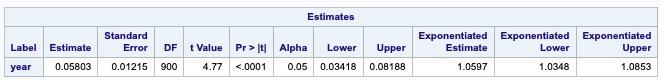 Estimates
Label Estimate Standard Error DF t Value Pr > |t| Alpha Lower Upper Exponentiated Estimate Exponentiated Lower Exponentiated Upper
year 0.05803 0.01215 900 4.77 <.0001 0.05 0.03418 0.08188 1.0597 1.0348 1.0853